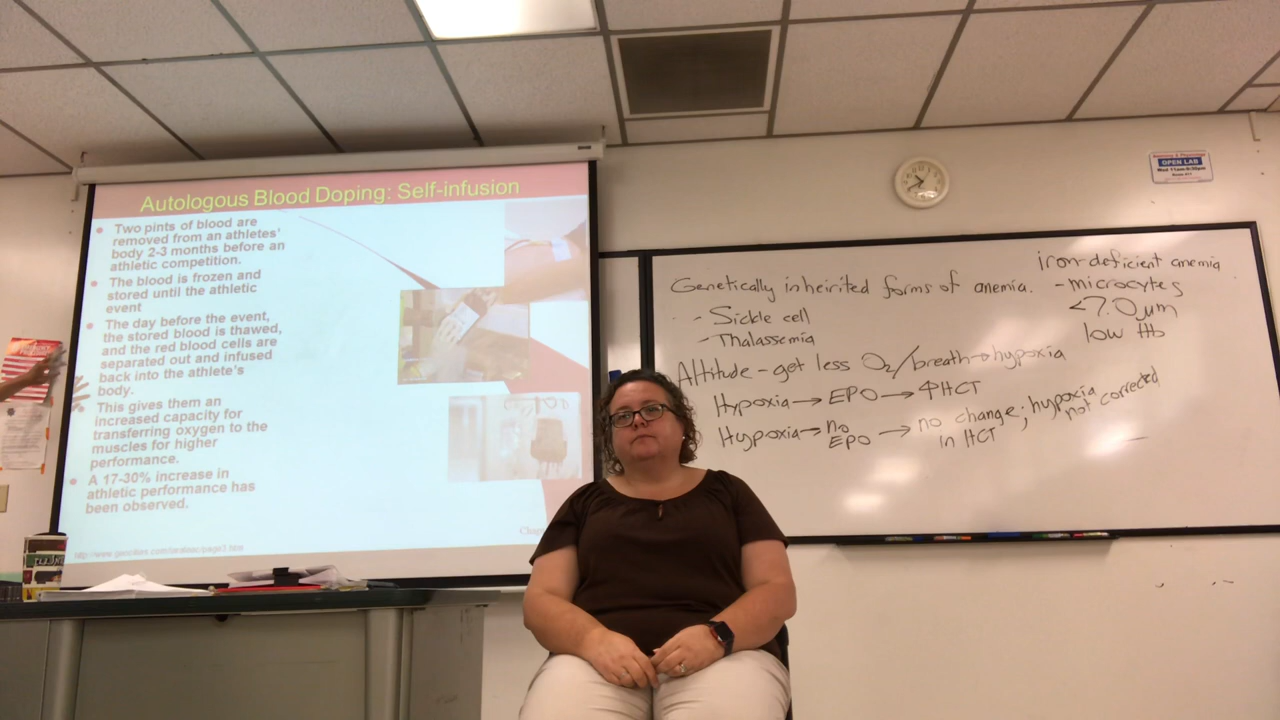 Autologous Blood Doping: Self-infusion
Two pints of blood are
removed from an athletes'
body 2-3 months before an
athletic competition.
The blood is frozen and
stored until the athletic
event
The day before the event,
the stored blood is thawed,
and the red blood cells are
separated out and infused
back into the athlete's
body.
This gives them an
increased capacity for
transferring oxygen to the
muscles for higher
performance.
A 17-30% increase in
athletic performance has
been observed.
OPEN LAB
iron-deficient anemia
Genetically inheirited forms of anemia.
- microcytes
<7.0 µm
low Hb
- Sickle cell
- Thalassemia
Altitude - get less O2/breath → hypoxia
Hypoxia → EPO → ↑HCT
Hypoxia → no EPO → no change in HCT; hypoxia not corrected